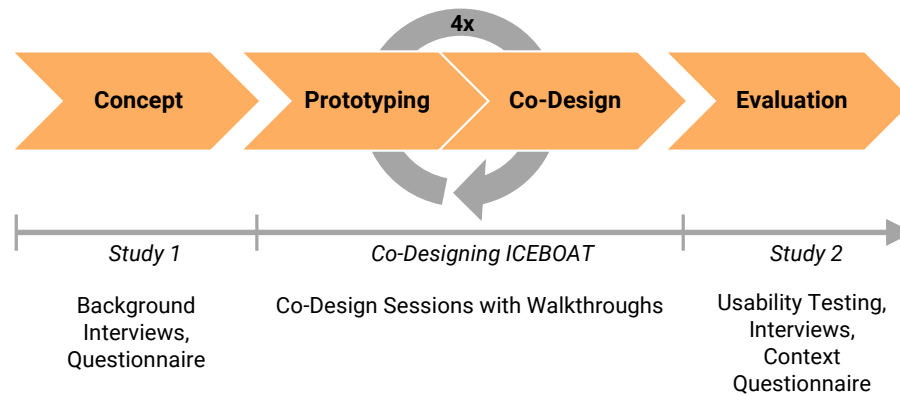 4x
Concept
Prototyping
Co-Design
Evaluation
Study 1
Co-Designing ICEBOAT
Study 2
Background
Interviews,
Questionnaire
Co-Design Sessions with Walkthroughs
Usability Testing,
Interviews,
Context
Questionnaire